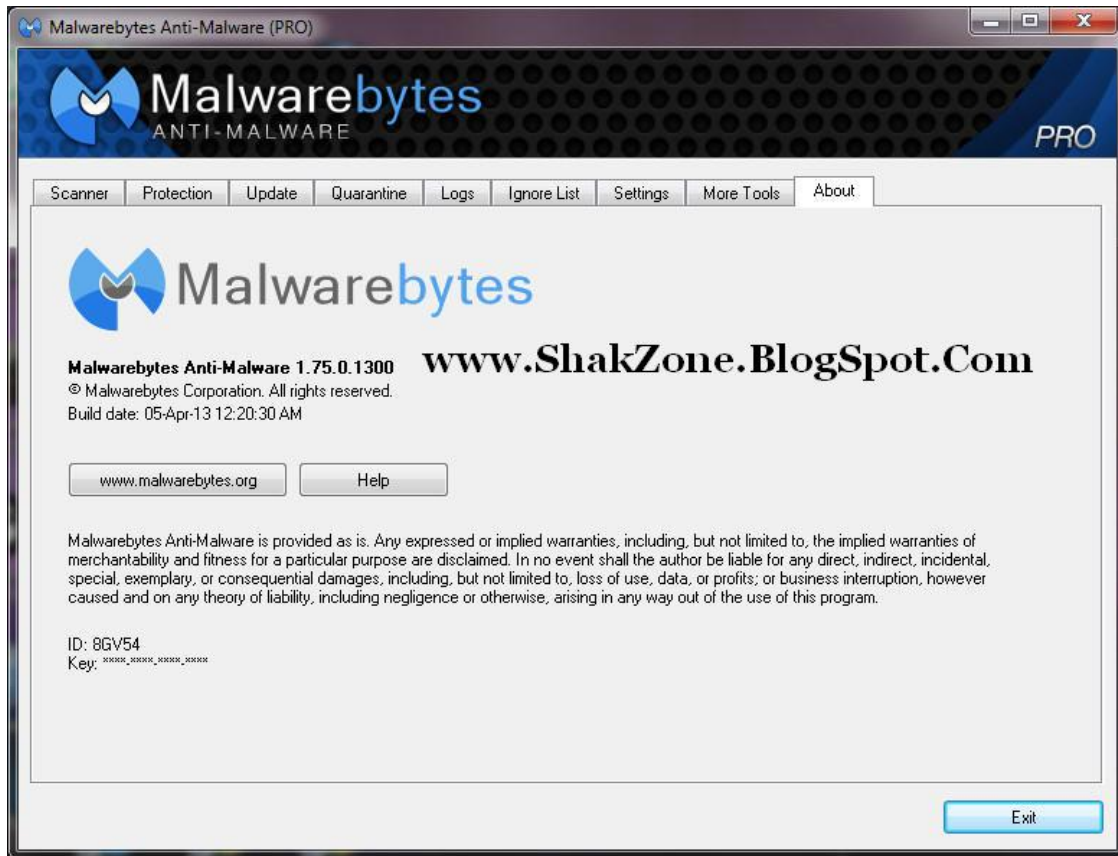 Malwarebytes Anti-Malware (PRO)
Malwarebytes
ANTI-MALWARE
PRO
Scanner Protection Update Quarantine Logs Ignore List Settings More Tools About
Malwarebytes
Malwarebytes Anti-Malware 1.75.0.1300
www.ShakZone.BlogSpot.Com
© Malwarebytes Corporation. All rights reserved.
Build date: 05-Apr-13 12:20:30 AM
www.malwarebytes.org Help
Malwarebytes Anti-Malware is provided as is. Any expressed or implied warranties, including, but not limited to, the implied warranties of
merchantability and fitness for a particular purpose are disclaimed. In no event shall the author be liable for any direct, indirect, incidental,
special, exemplary, or consequential damages, including, but not limited to, loss of use, data, or profits; or business interruption, however
caused and on any theory of liability, including negligence or otherwise, arising in any way out of the use of this program.
ID: 8GV54
Key: ****-****-****-****
Exit